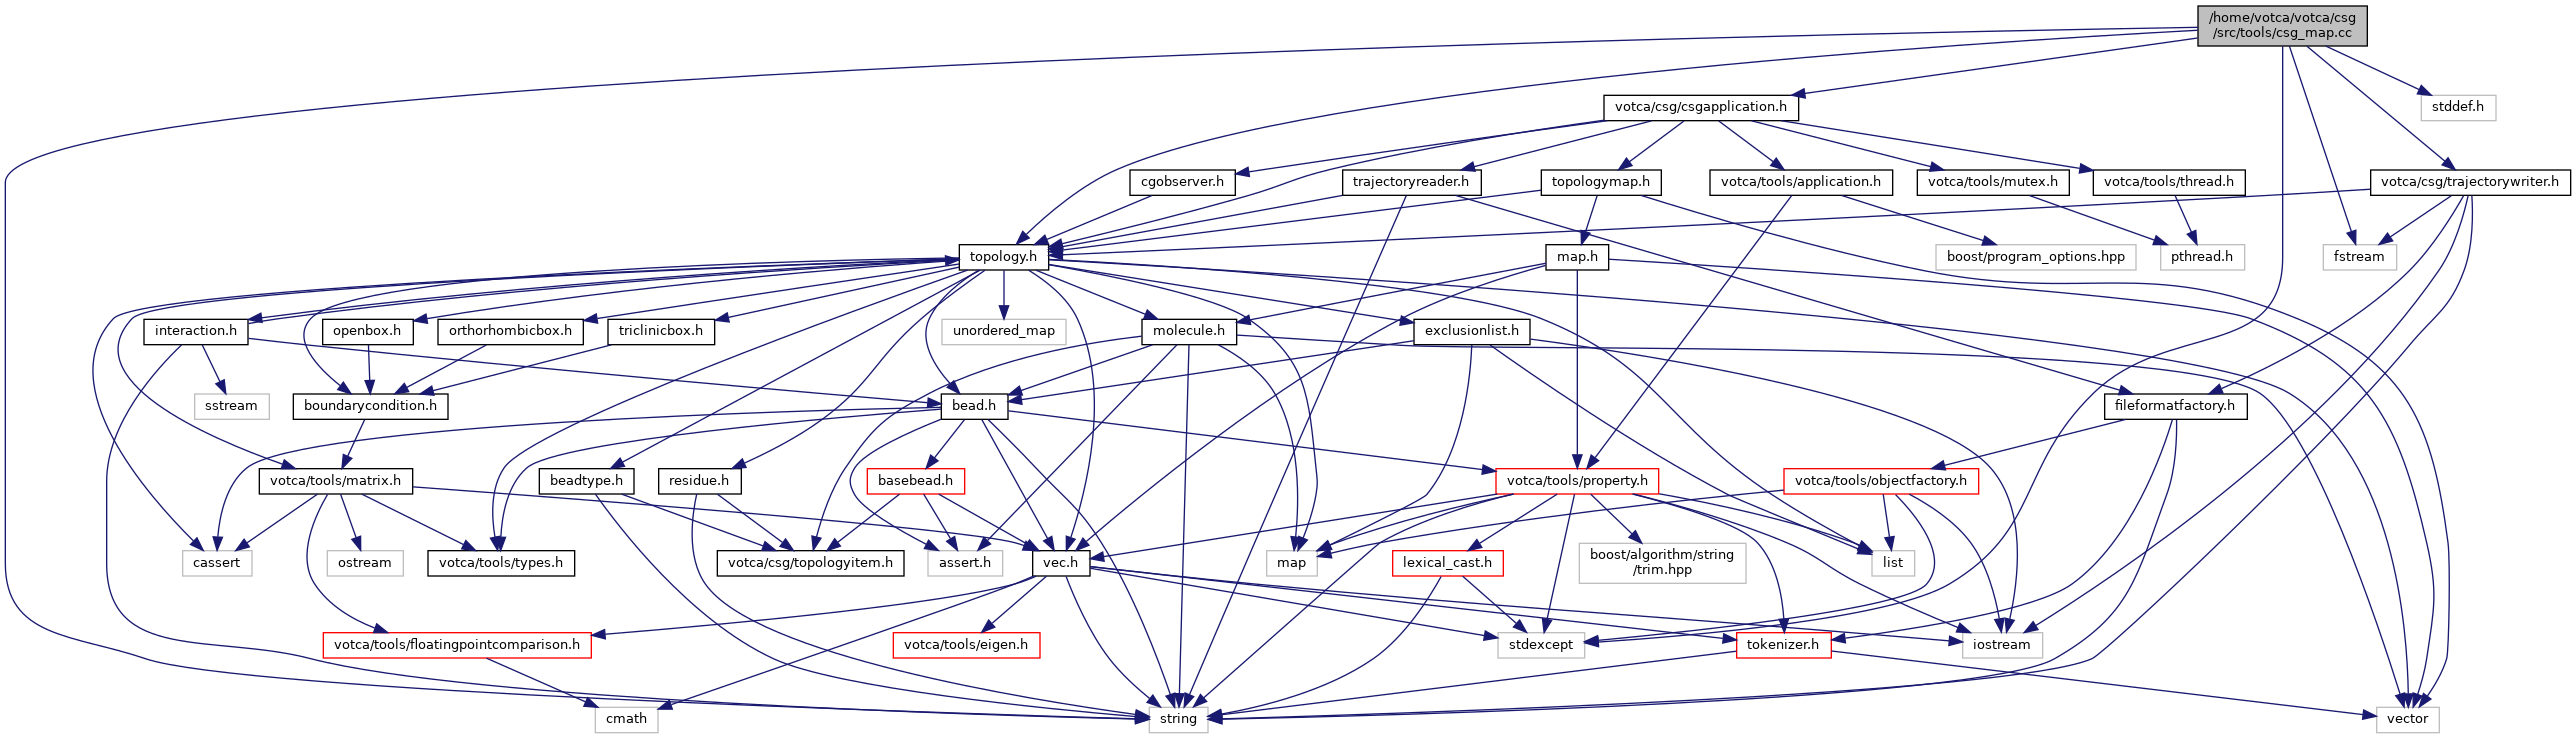 /home/votca/votca/csg
/src/tools/csg_map.cc
votca/csg/csgapplication.h
stddef.h
cgobserver.h
trajectoryreader.h
topologymap.h
votca/tools/application.h
votca/tools/mutex.h
votca/tools/thread.h
votca/csg/trajectorywriter.h
topology.h
map.h
boost/program_options.hpp
pthread.h
fstream
interaction.h
openbox.h
orthorhombicbox.h
triclinicbox.h
unordered_map
molecule.h
exclusionlist.h
sstream
boundarycondition.h
bead.h
fileformatfactory.h
votca/tools/matrix.h
beadtype.h
residue.h
basebead.h
votca/tools/property.h
votca/tools/objectfactory.h
cassert
ostream
votca/tools/types.h
votca/csg/topologyitem.h
assert.h
vec.h
map
lexical_cast.h
boost/algorithm/string
/trim.hpp
list
votca/tools/floatingpointcomparison.h
votca/tools/eigen.h
stdexcept
tokenizer.h
iostream
cmath
string
vector